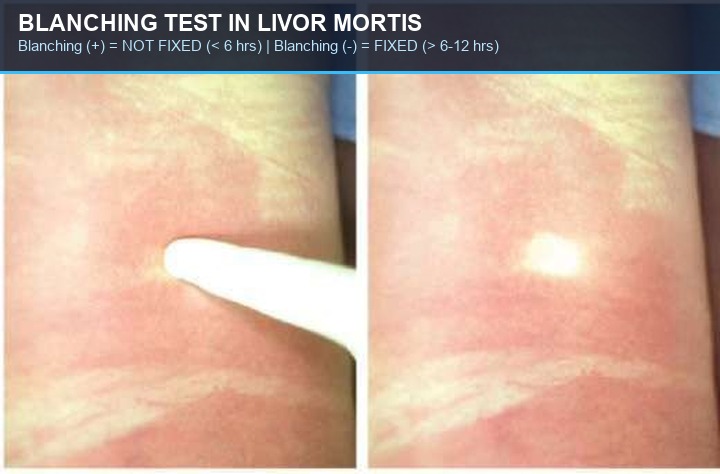 BLANCHING TEST IN LIVOR MORTIS
Blanching (+) = NOT FIXED (< 6 hrs) | Blanching (-) = FIXED (> 6-12 hrs)